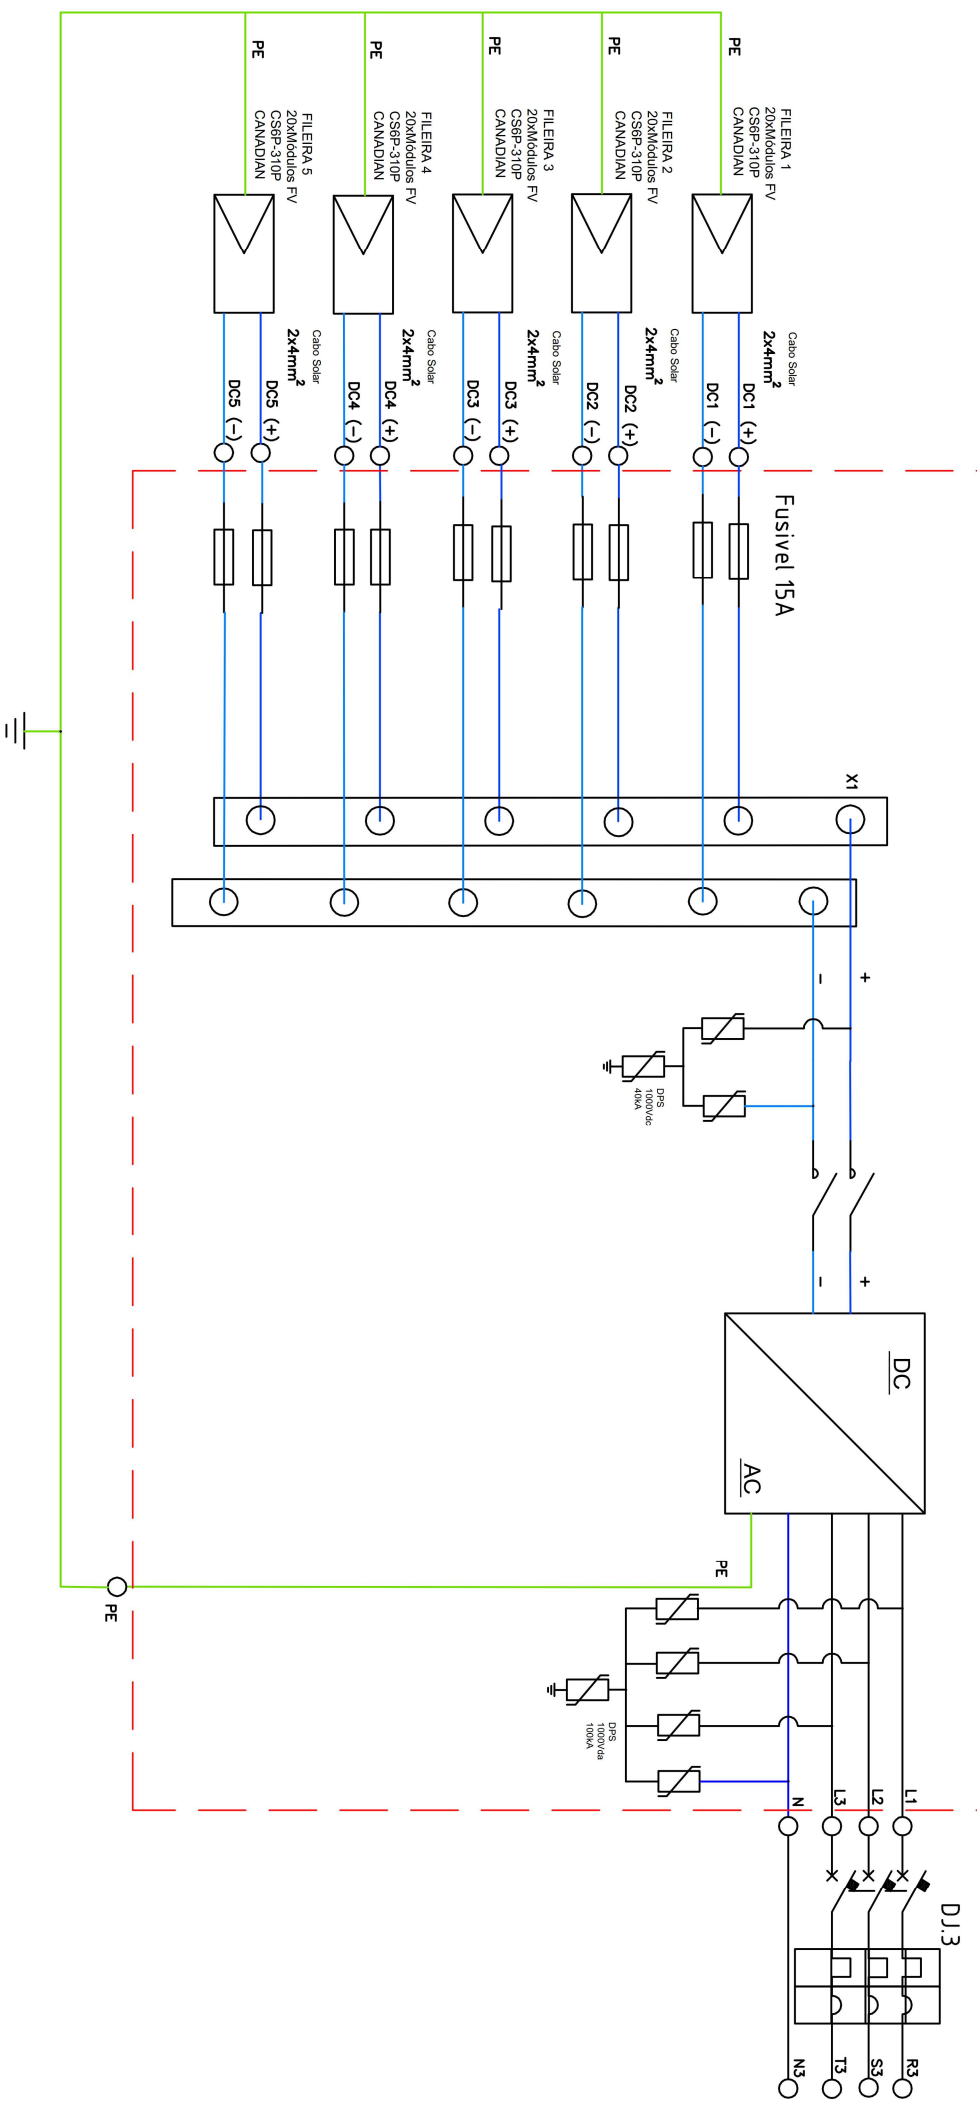 PE
PE
PE
PE
PE
FILEIRA 1
20xMódulos FV
CS6P-310P
CANADIAN
FILEIRA 2
20xMódulos FV
CS6P-310P
CANADIAN
FILEIRA 3
20xMódulos FV
CS6P-310P
CANADIAN
FILEIRA 4
20xMódulos FV
CS6P-310P
CANADIAN
FILEIRA 5
20xMódulos FV
CS6P-310P
CANADIAN
Cabo Solar
2x4mm²
DC1 (+)
DC1 (-)
Cabo Solar
2x4mm²
DC2 (+)
DC2 (-)
Cabo Solar
2x4mm²
DC3 (+)
DC3 (-)
Cabo Solar
2x4mm²
DC4 (+)
DC4 (-)
Cabo Solar
2x4mm²
DC5 (+)
DC5 (-)
Fusivel 15A
X1
+
-
DPS
1000Vdc
40kA
+
-
DC
AC
PE
PE
DPS
1000Vda
100kA
L1
L2
L3
N
DJ.3
R3
S3
T3
N3